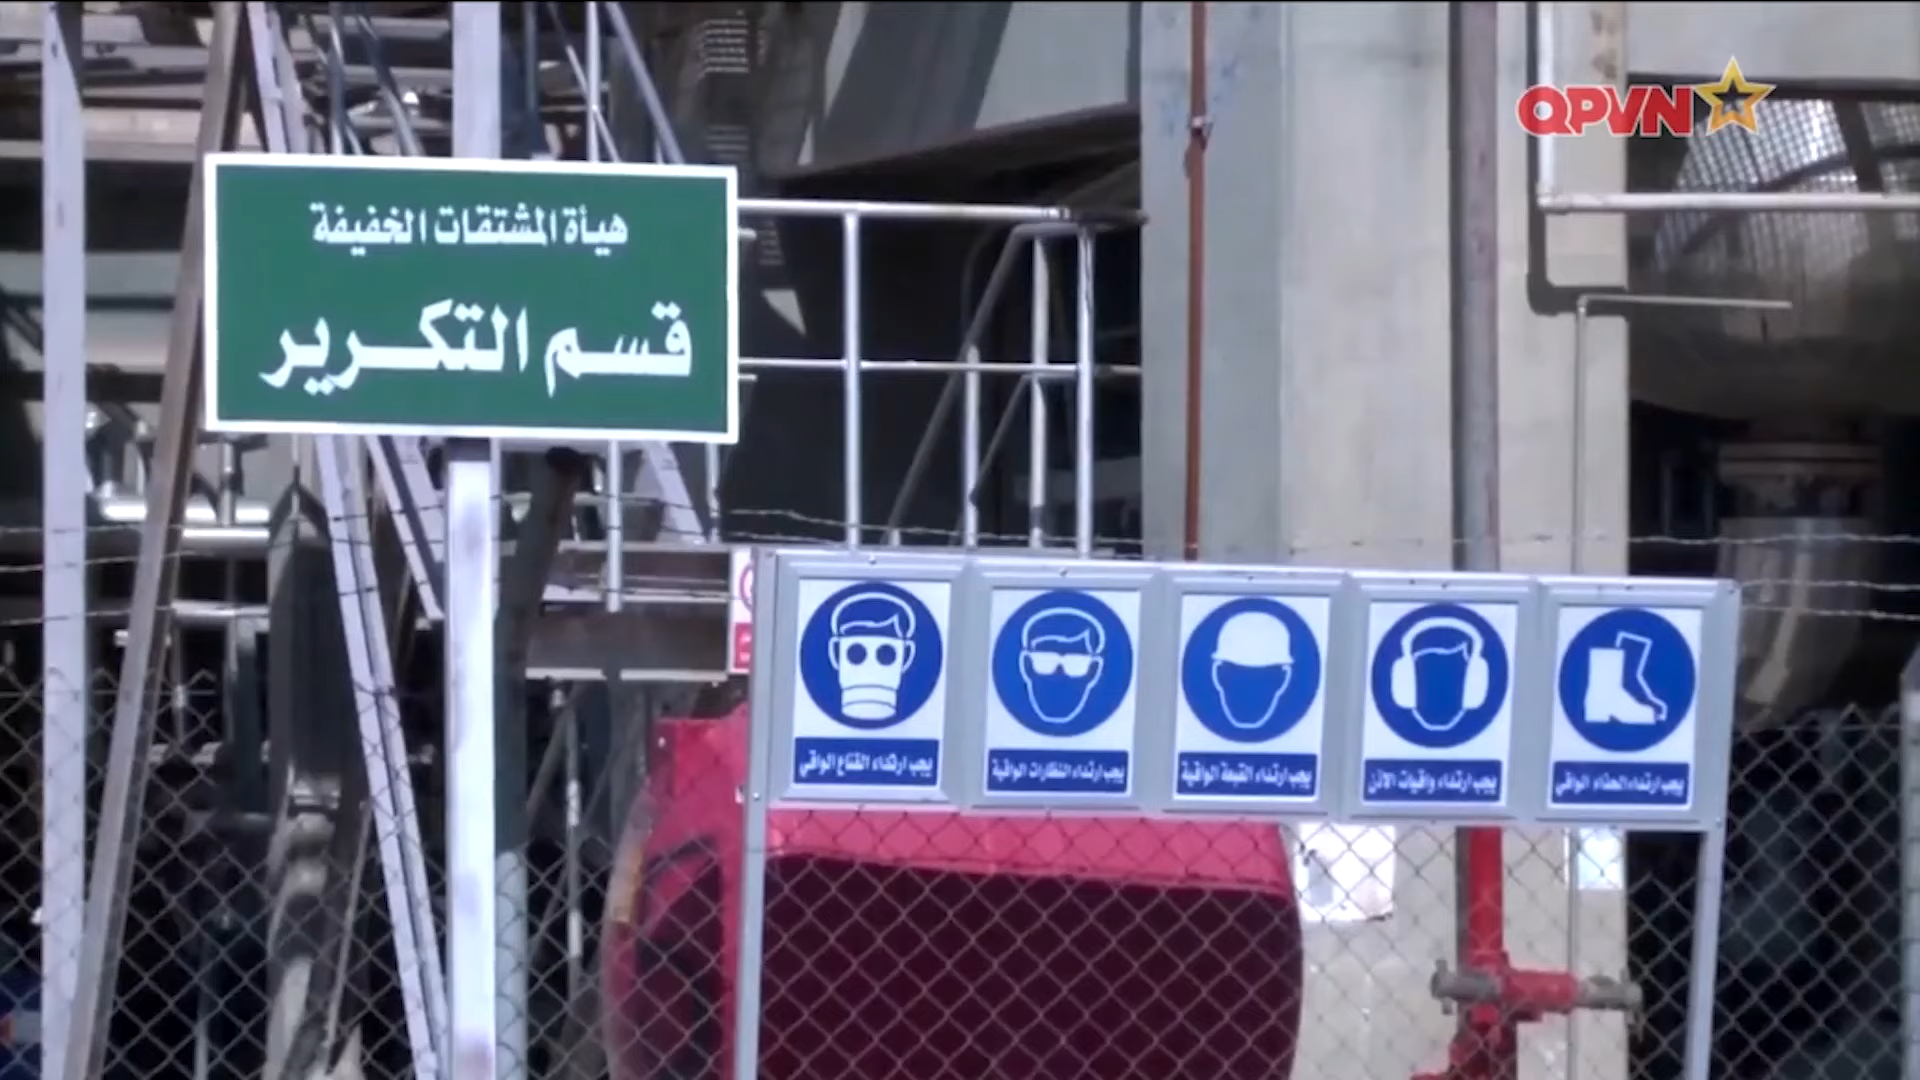 QPVN
هيأة المشتقات الخفيفة
قسم التكرير
يجب ارتداء القناع الواقي
يجب ارتداء النظارات الواقية
يجب ارتداء القبعة الواقية
يجب ارتداء واقيات الاذن
يجب ارتداء الحذاء الواقي